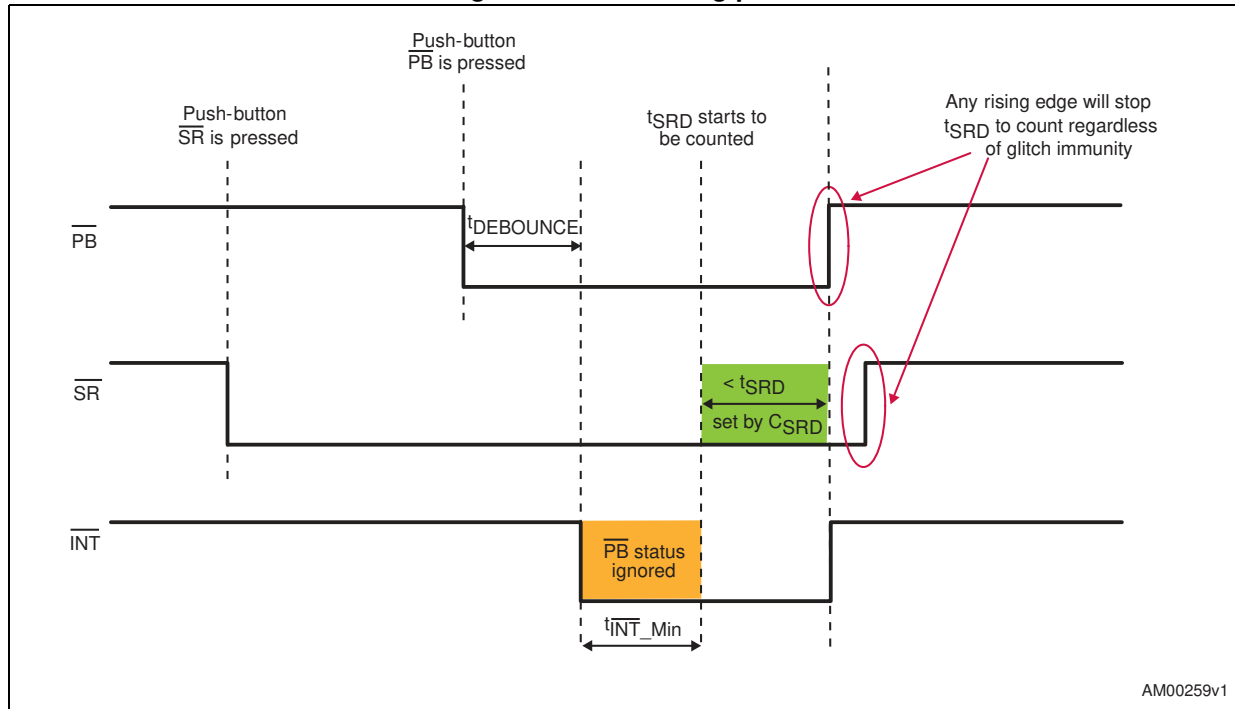 Push-button
PB is pressed
Push-button
SR is pressed
tSRD starts to
be counted
Any rising edge will stop
tSRD to count regardless
of glitch immunity
PB
tDEBOUNCE
SR
< tSRD
set by CSRD
INT
PB status
ignored
tINT_Min
AM00259v1